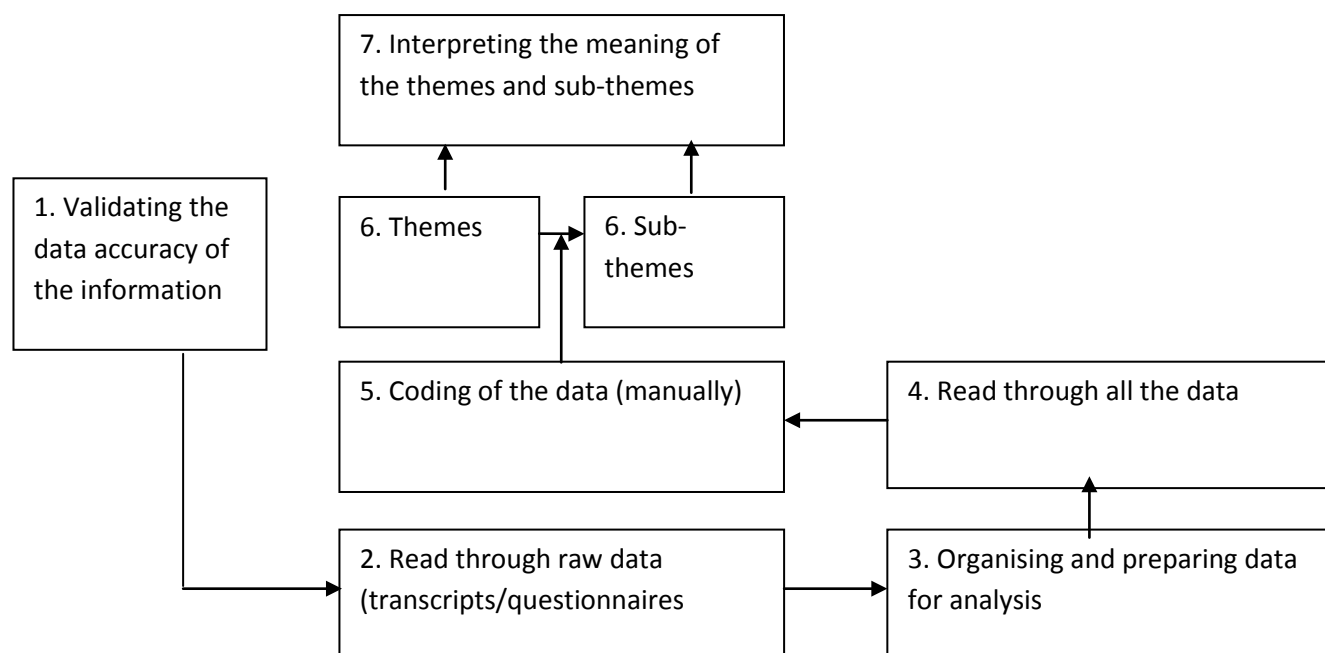 7. Interpreting the meaning of
the themes and sub-themes
1. Validating the
data accuracy of
the information
6. Themes
6. Sub-
themes
5. Coding of the data (manually)
4. Read through all the data
2. Read through raw data
(transcripts/questionnaires
3. Organising and preparing data
for analysis